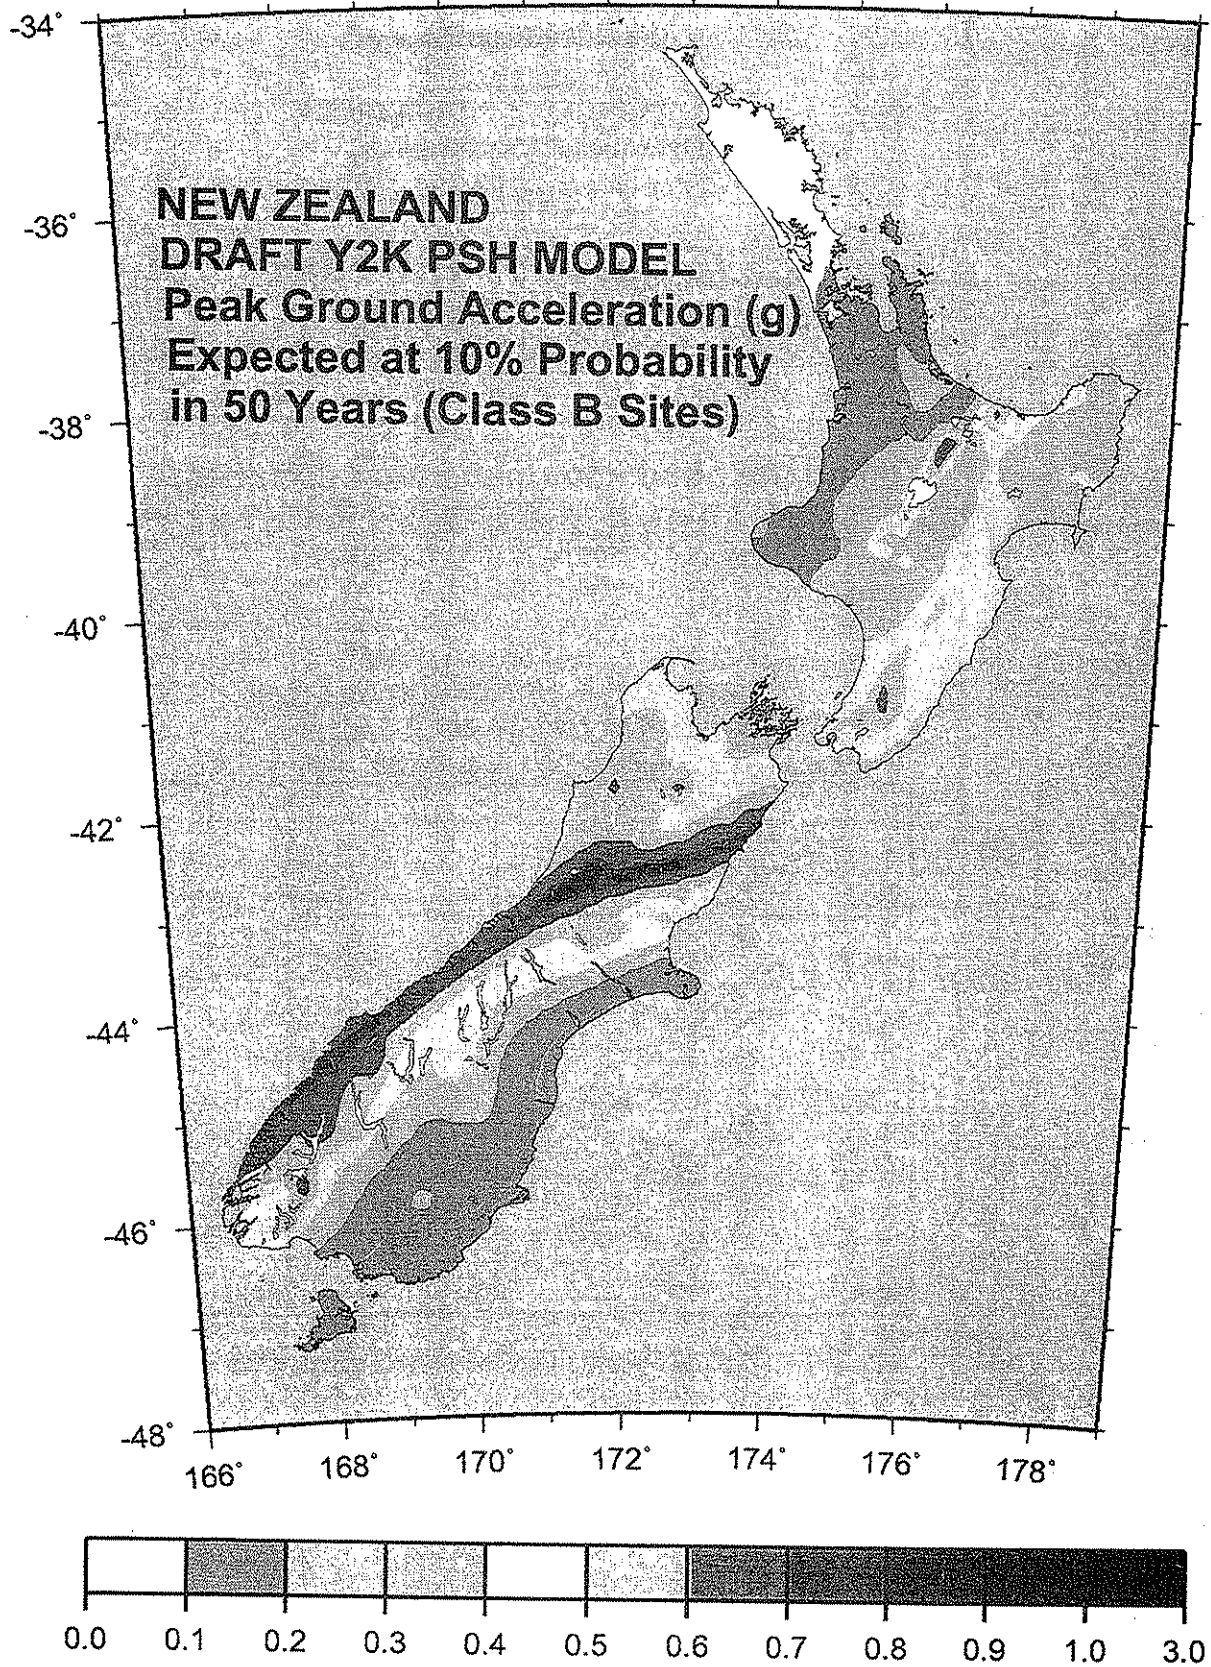 -34°
NEW ZEALAND
DRAFT Y2K PSH MODEL
Peak Ground Acceleration (g)
Expected at 10% Probability
in 50 Years (Class B Sites)
-36°
-38°
-40°
-42°
-44°
-46°
-48°
166° 168° 170° 172° 174° 176° 178°
0.0 0.1 0.2 0.3 0.4 0.5 0.6 0.7 0.8 0.9 1.0 3.0